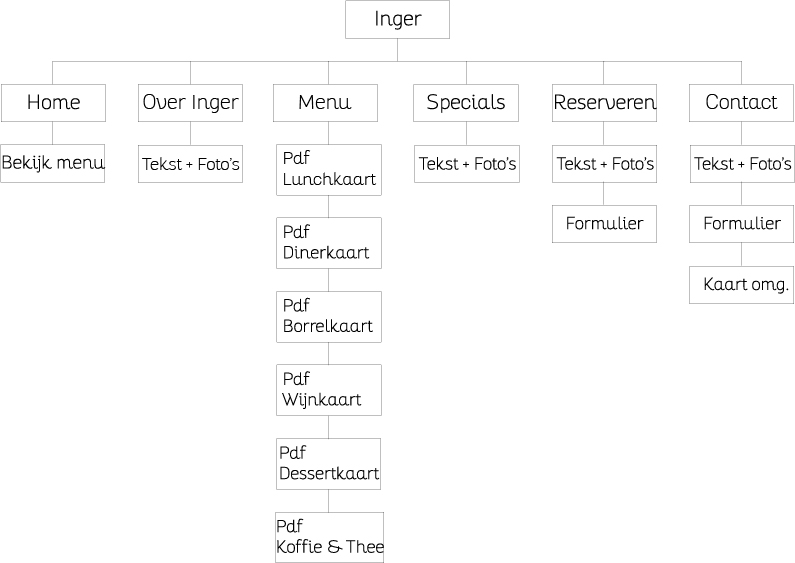 Inger
Home
Over Inger
Menu
Specials
Reserveren
Contact
Bekijk menu
Tekst + Foto's
Pdf
Lunchkaart
Tekst + Foto's
Tekst + Foto's
Tekst + Foto's
Formulier
Formulier
Pdf
Dinerkaart
Kaart omg.
Pdf
Borrelkaart
Pdf
Wijnkaart
Pdf
Dessertkaart
Pdf
Koffie & Thee